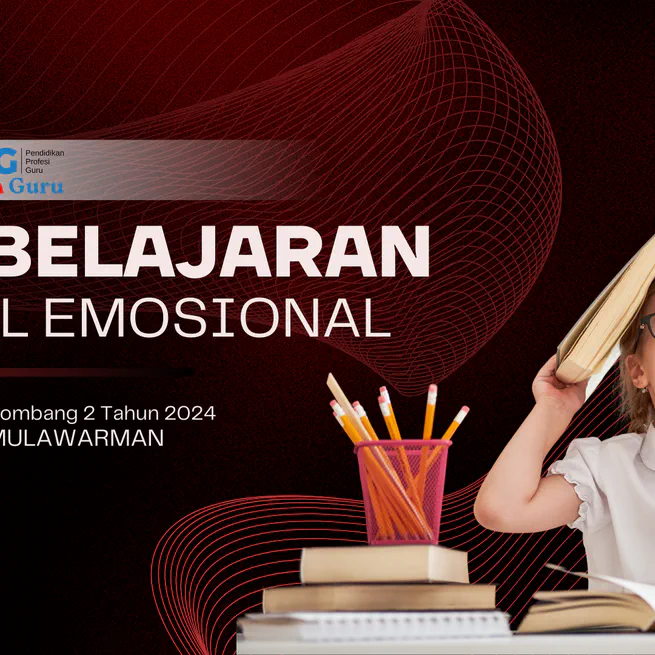 G Pendidikan
Profesi
Guru
Guru
BELAJARAN
L EMOSIONAL
ombang 2 Tahun 2024
MULAWARMAN